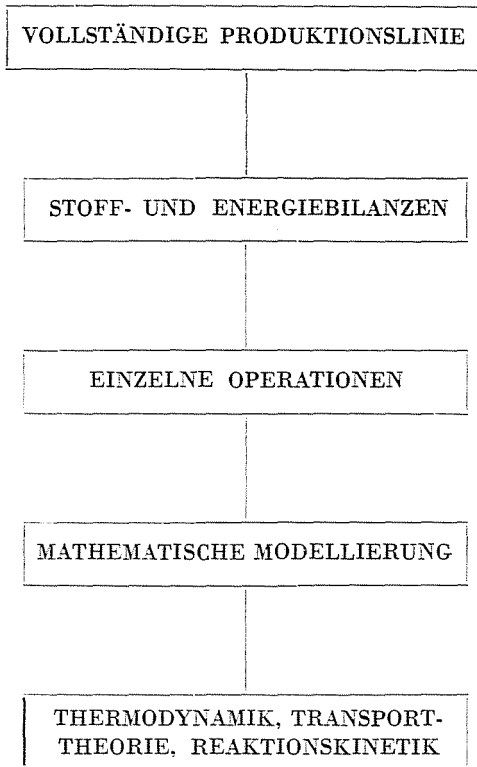 VOLLSTÄNDIGE PRODUKTIONSLINIE
STOFF- UND ENERGIEBILANZEN
EINZELNE OPERATIONEN
MATHEMATISCHE MODELLIERUNG
THERMODYNAMIK, TRANSPORT-
THEORIE, REAKTIONSKINETIK